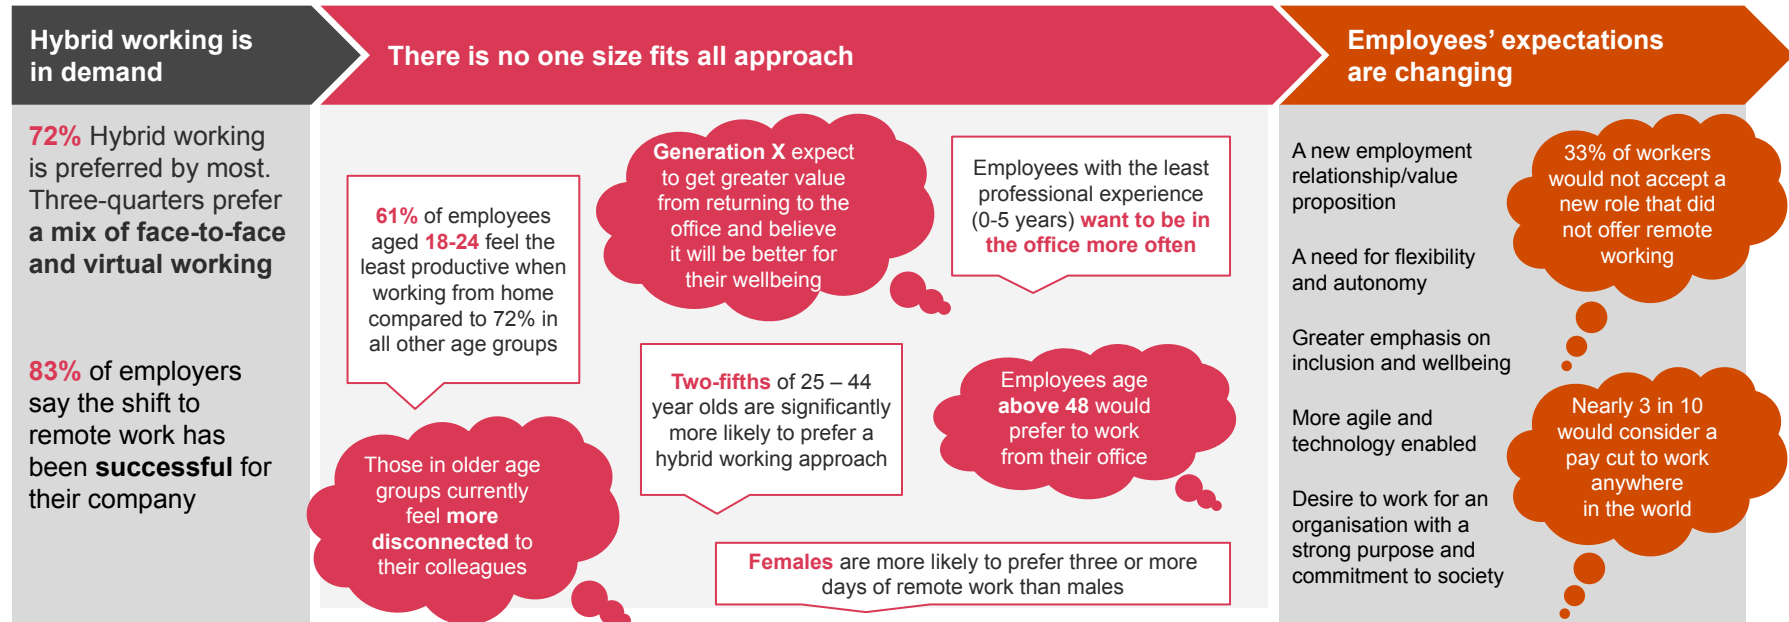 Hybrid working is
in demand
72% Hybrid working
is preferred by most.
Three-quarters prefer
a mix of face-to-face
and virtual working
83% of employers
say the shift to
remote work has
been successful for
their company
There is no one size fits all approach
61% of employees
aged 18-24 feel the
least productive when
working from home
compared to 72% in
all other age groups
Generation X expect
to get greater value
from returning to the
office and believe
it will be better for
their wellbeing
Employees with the least
professional experience
(0-5 years) want to be in
the office more often
Those in older age
groups currently
feel more
disconnected to
their colleagues
Two-fifths of 25 – 44
year olds are significantly
more likely to prefer a
hybrid working approach
Employees age
above 48 would
prefer to work
from their office
Females are more likely to prefer three or more
days of remote work than males
Employees’ expectations
are changing
A new employment
relationship/value
proposition
A need for flexibility
and autonomy
Greater emphasis on
inclusion and wellbeing
More agile and
technology enabled
Desire to work for an
organisation with a
strong purpose and
commitment to society
33% of workers
would not accept a
new role that did
not offer remote
working
Nearly 3 in 10
would consider a
pay cut to work
anywhere
in the world